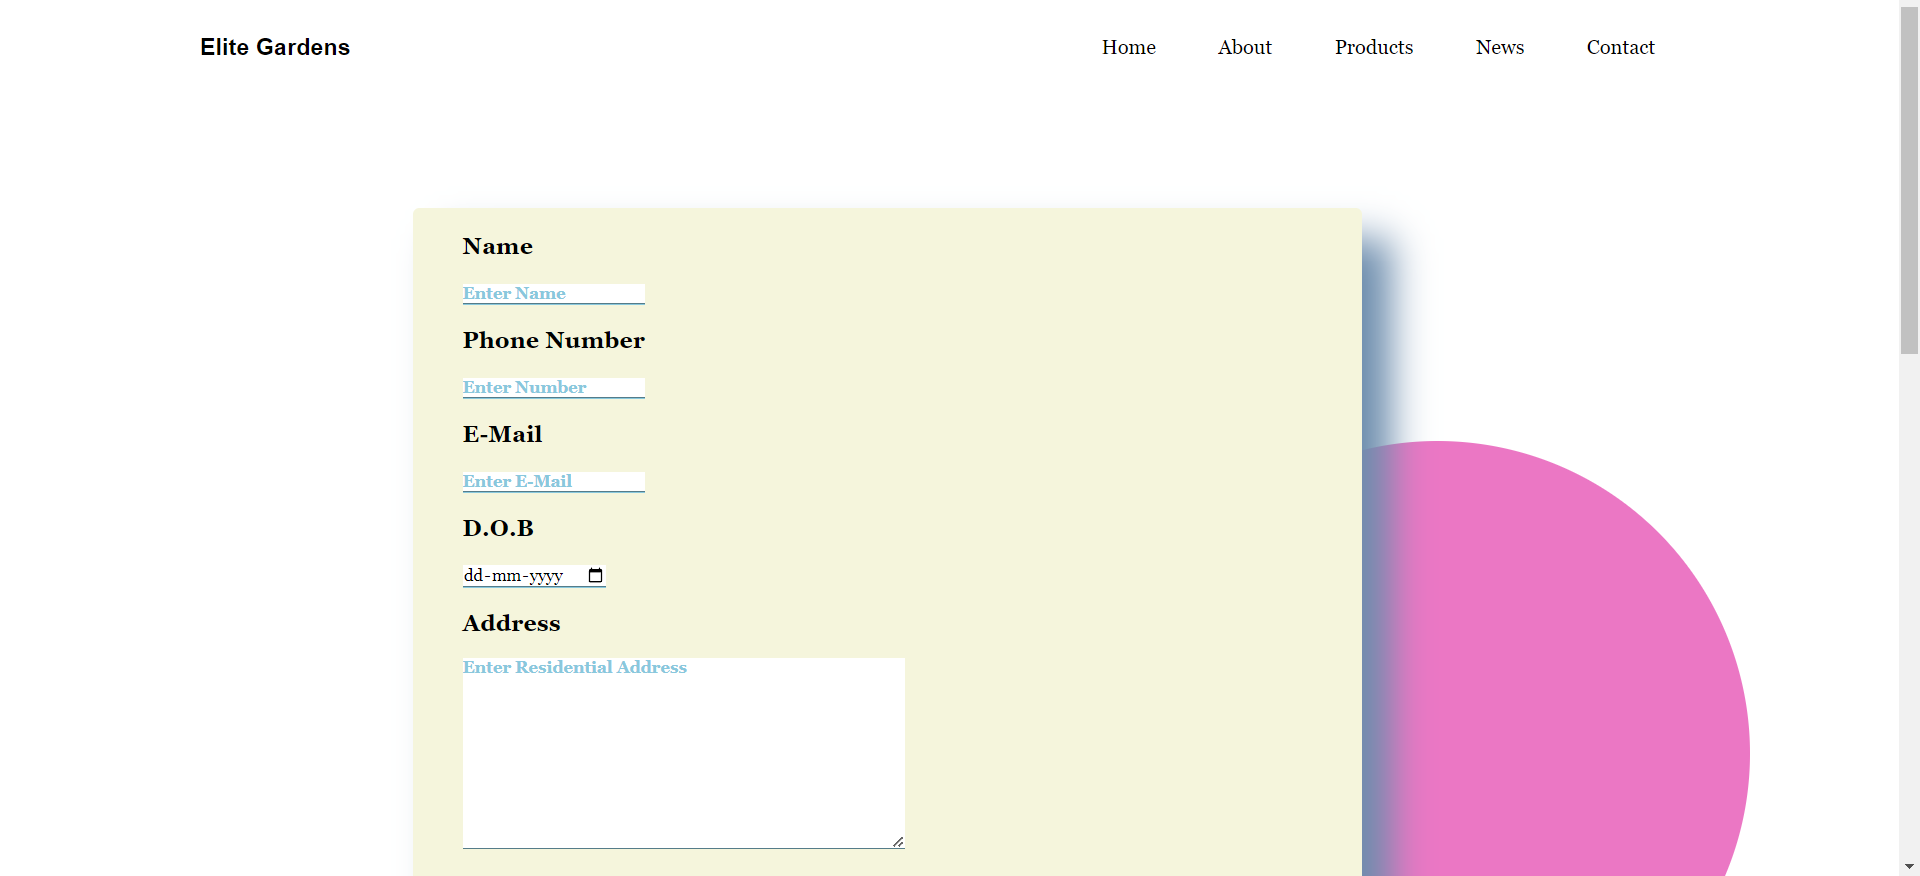 Elite Gardens Home About Products News Contact
Name
Enter Name
Phone Number
Enter Number
E-Mail
Enter E-Mail
D.O.B
dd-mm-yyyy
Address
Enter Residential Address